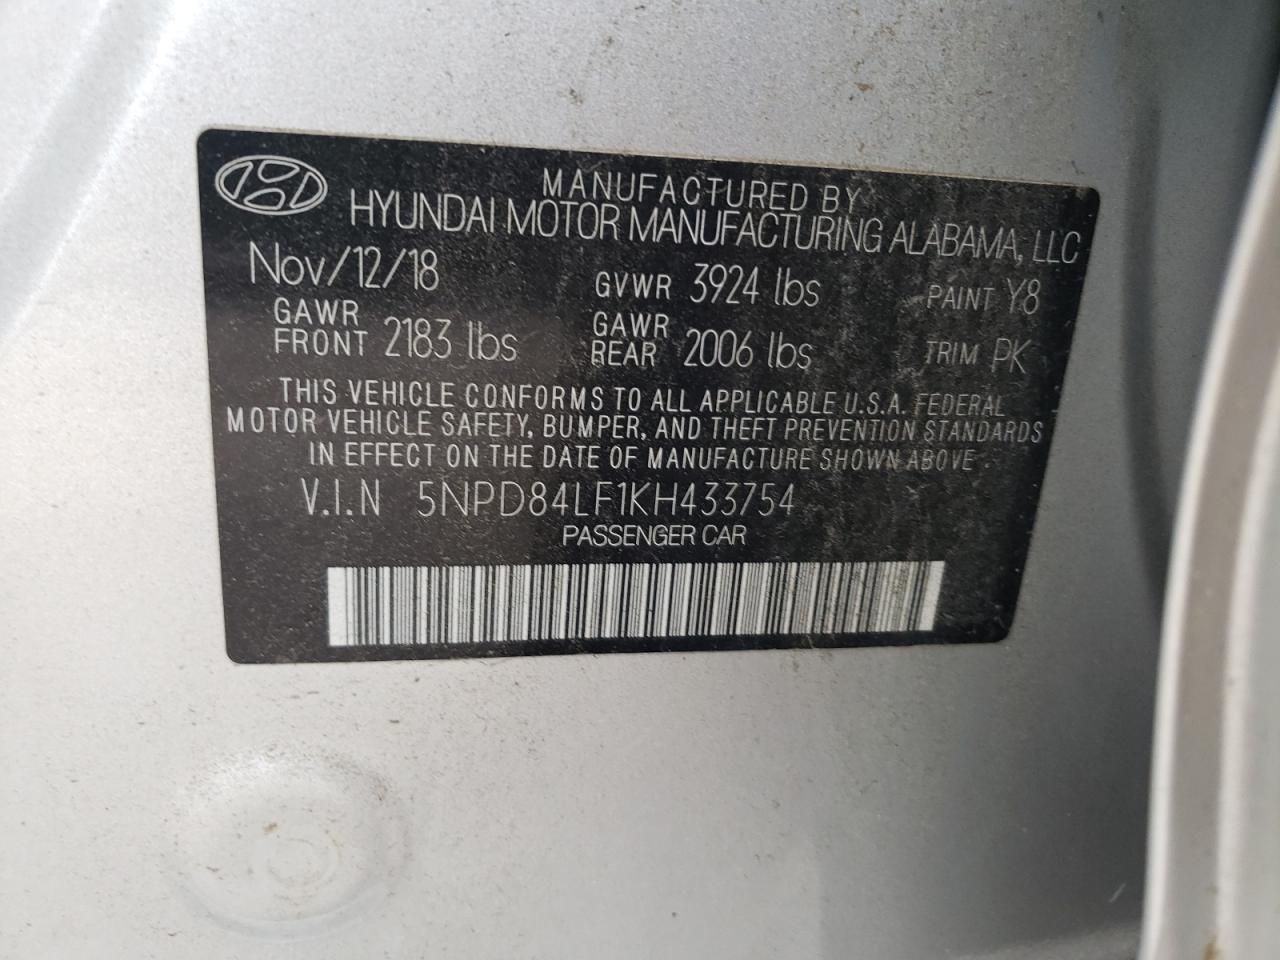 MANUFACTURED BY
HYUNDAI MOTOR MANUFACTURING ALABAMA, LLC
Nov/12/18 GVWR 3924 lbs PAINT Y8
GAWR FRONT 2183 lbs GAWR REAR 2006 lbs TRIM PK
THIS VEHICLE CONFORMS TO ALL APPLICABLE U.S.A. FEDERAL
MOTOR VEHICLE SAFETY, BUMPER, AND THEFT PREVENTION STANDARDS
IN EFFECT ON THE DATE OF MANUFACTURE SHOWN ABOVE.
V.I.N 5NPD84LF1KH433754
PASSENGER CAR